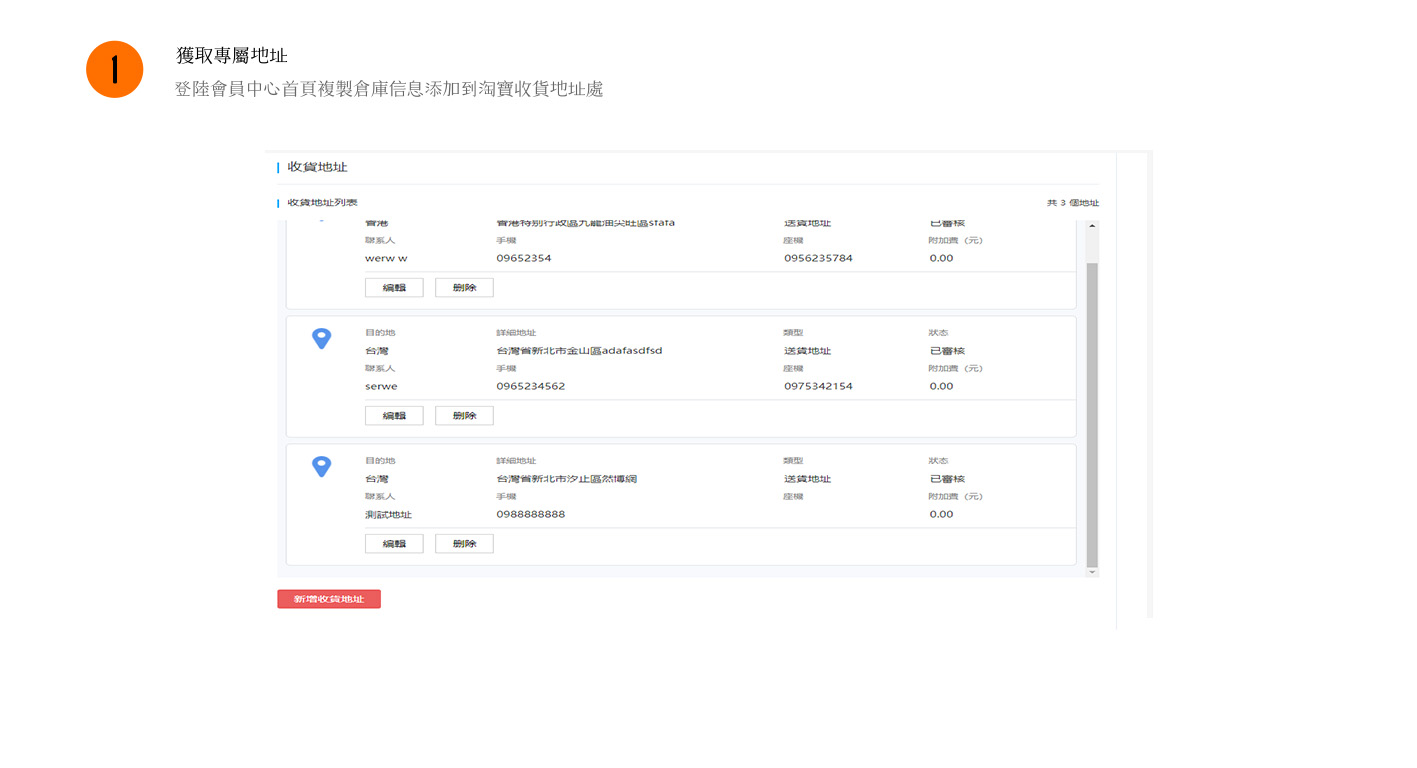 1
獲取專屬地址
登陸會員中心首頁複製倉庫信息添加到淘寶收貨地址處
收貨地址
收貨地址列表 共 3 個地址
香港 香港特别行政區九龍油尖旺區sfafa 送貨地址 已審核
聯系人 手機 座機 附加費（元）
werw w 09652354 0956235784 0.00
編輯 刪除
目的地 詳細地址 類型 狀态
台灣 台灣省新北市金山區adafasdfsd 送貨地址 已審核
聯系人 手機 座機 附加費（元）
serwe 0965234562 0975342154 0.00
編輯 刪除
目的地 詳細地址 類型 狀态
台灣 台灣省新北市汐止區然博網 送貨地址 已審核
聯系人 手機 座機 附加費（元）
測試地址 0988888888 0.00
編輯 刪除
新增收貨地址